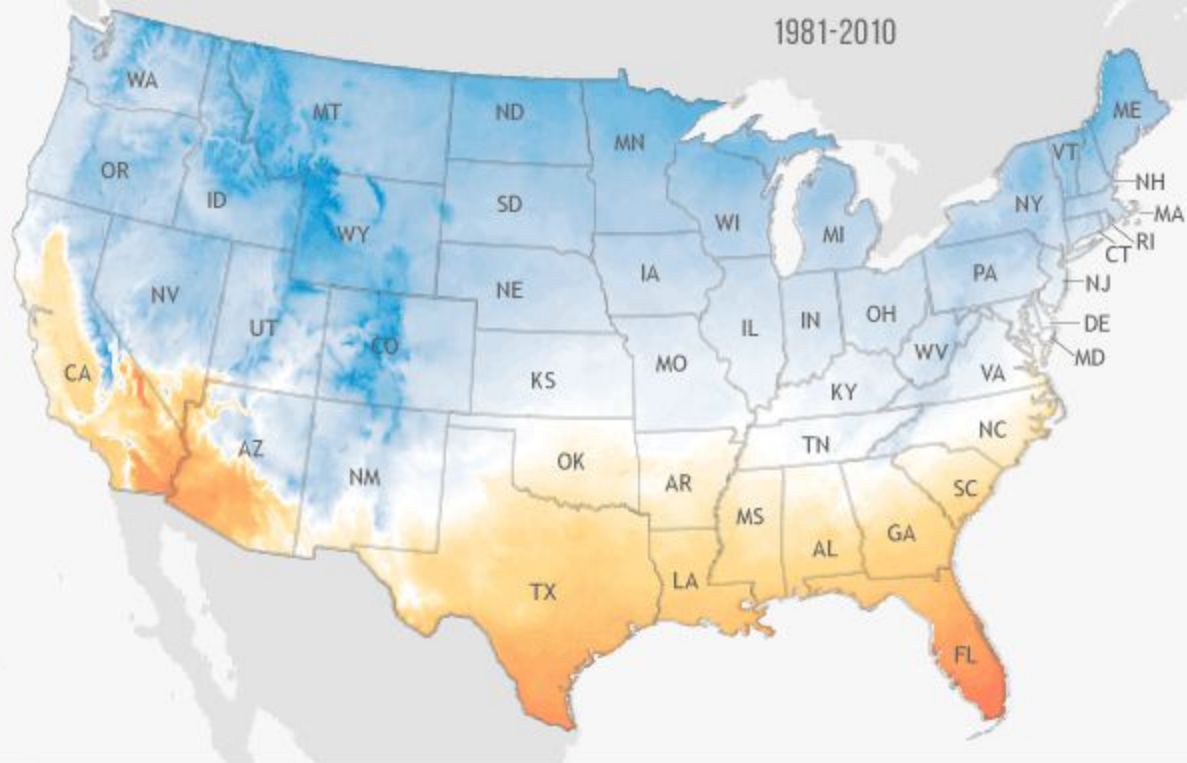 1981-2010
WA
MT
ND
MN
ME
VT
OR
ID
WY
SD
WI
MI
NY
NH
MA
RI
CT
NV
UT
CO
NE
IA
IL
IN
OH
PA
NJ
DE
MD
WV
VA
CA
AZ
NM
KS
MO
KY
OK
AR
TN
NC
SC
MS
AL
GA
TX
LA
FL